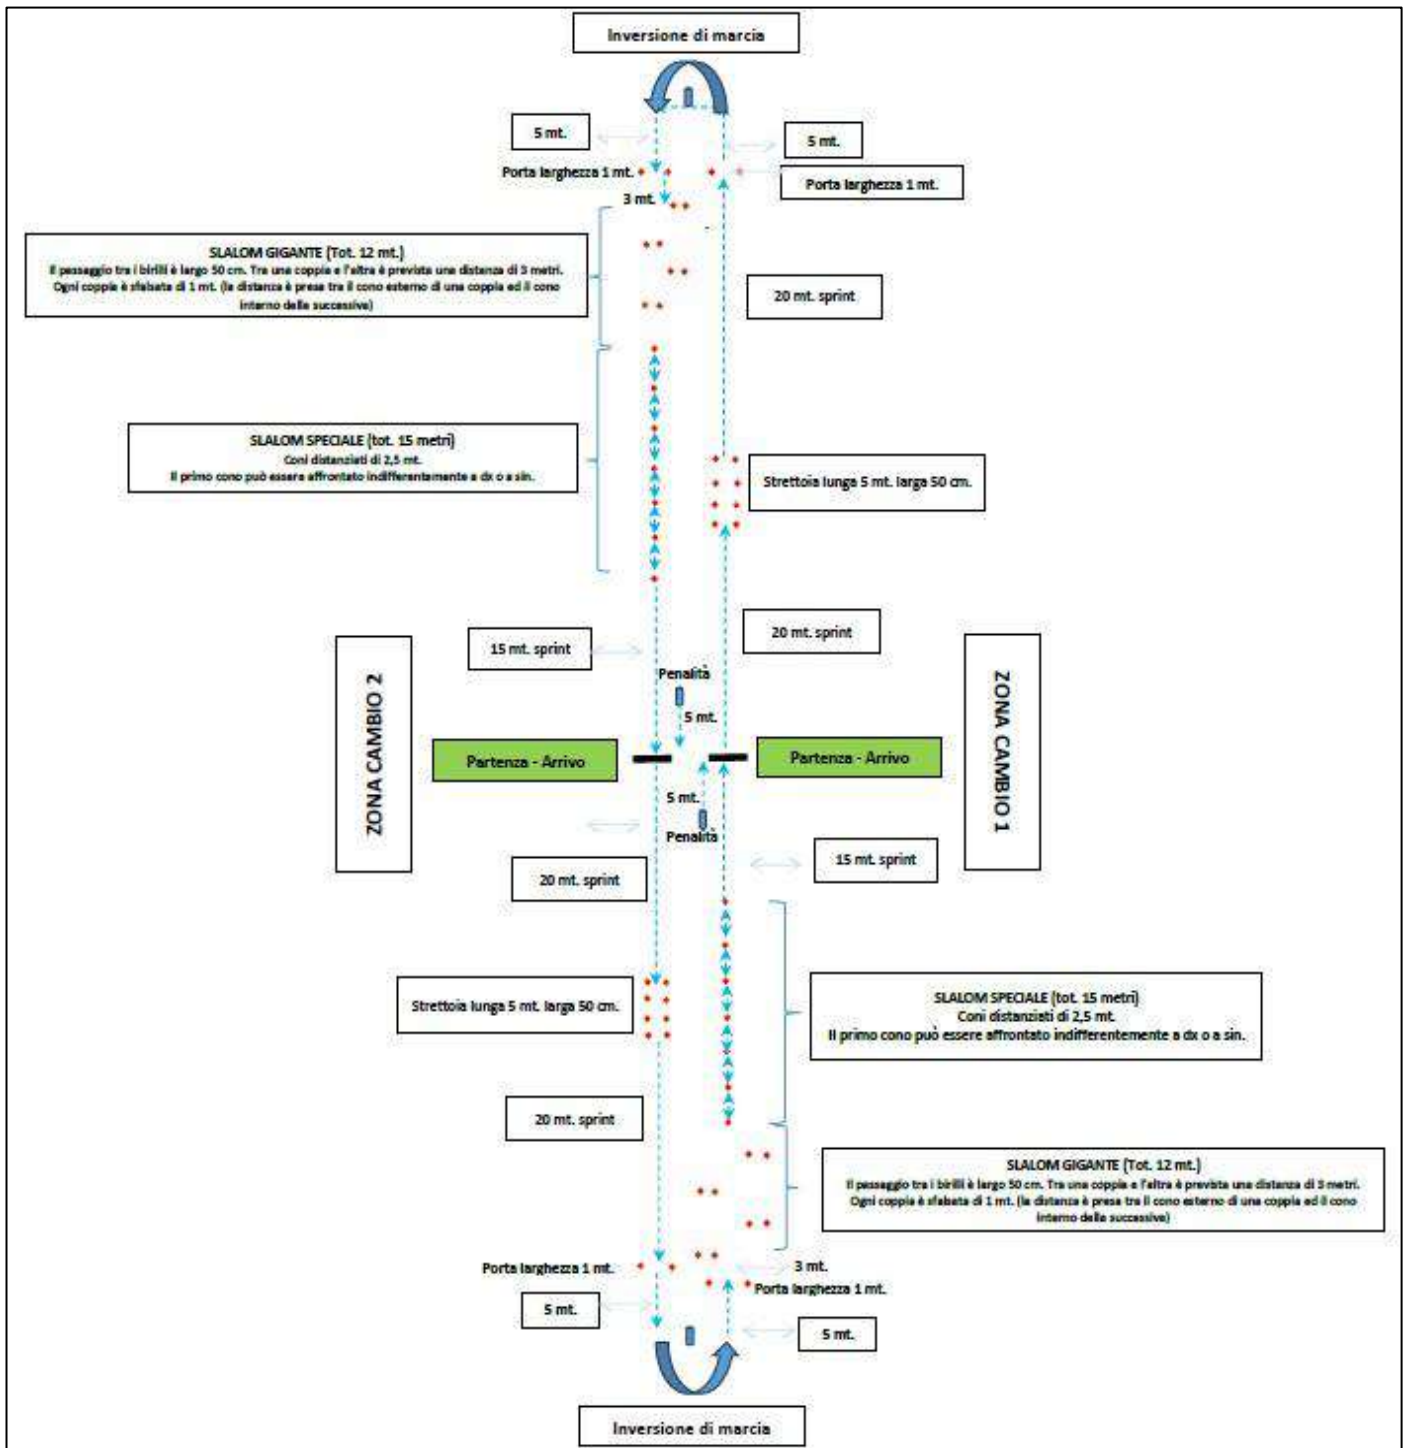 Inversione di marcia
5 mt.
5 mt.
Porta larghezza 1 mt.
Porta larghezza 1 mt.
3 mt.
SLALOM GIGANTE (Tot. 12 mt.)
Il passaggio tra i birilli è largo 50 cm. Tra una coppia e l'altra è prevista una distanza di 3 metri.
Ogni coppia è sfalsata di 1 mt. (la distanza è presa tra il cono esterno di una coppia ed il cono
interno delle successive)
20 mt. sprint
SLALOM SPECIALE (tot. 15 metri)
Coni distanziati di 2,5 mt.
Il primo cono può essere affrontato indifferentemente a dx o a sin.
Strettoia lunga 5 mt. larga 50 cm.
20 mt. sprint
15 mt. sprint
ZONA CAMBIO 2
ZONA CAMBIO 1
Penalità
5 mt.
Partenza - Arrivo
Partenza - Arrivo
5 mt.
Penalità
15 mt. sprint
20 mt. sprint
Strettoia lunga 5 mt. larga 50 cm.
SLALOM SPECIALE (tot. 15 metri)
Coni distanziati di 2,5 mt.
Il primo cono può essere affrontato indifferentemente a dx o a sin.
20 mt. sprint
SLALOM GIGANTE (Tot. 12 mt.)
Il passaggio tra i birilli è largo 50 cm. Tra una coppia e l'altra è prevista una distanza di 3 metri.
Ogni coppia è sfalsata di 1 mt. (la distanza è presa tra il cono esterno di una coppia ed il cono
interno delle successive)
Porta larghezza 1 mt.
3 mt.
Porta larghezza 1 mt.
5 mt.
5 mt.
Inversione di marcia